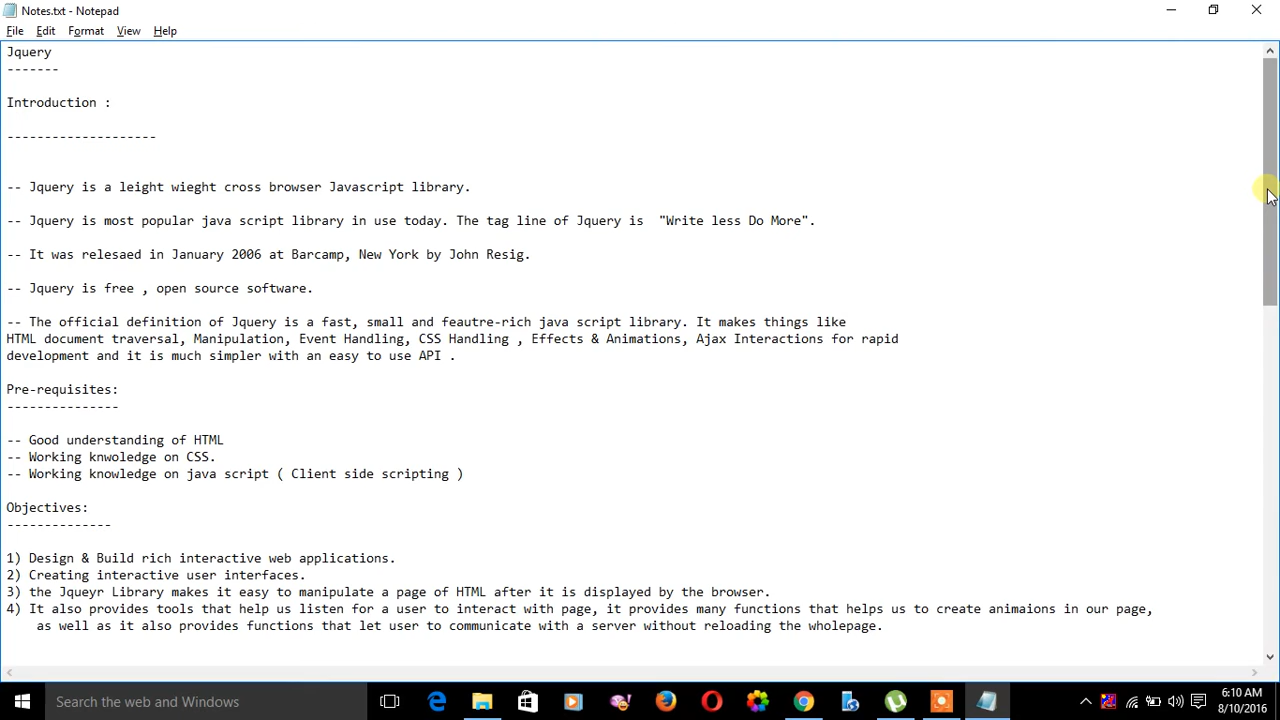 Notes.txt - Notepad
File Edit Format View Help
Jquery
-------
Introduction :
--------------------
-- Jquery is a leight wieght cross browser Javascript library.
-- Jquery is most popular java script library in use today. The tag line of Jquery is  "Write less Do More".
-- It was relesaed in January 2006 at Barcamp, New York by John Resig.
-- Jquery is free , open source software.
-- The official definition of Jquery is a fast, small and feautre-rich java script library. It makes things like
HTML document traversal, Manipulation, Event Handling, CSS Handling , Effects & Animations, Ajax Interactions for rapid
development and it is much simpler with an easy to use API .
Pre-requisites:
---------------
-- Good understanding of HTML
-- Working knwoledge on CSS.
-- Working knowledge on java script ( Client side scripting )
Objectives:
--------------
1) Design & Build rich interactive web applications.
2) Creating interactive user interfaces.
3) the Jqueyr Library makes it easy to manipulate a page of HTML after it is displayed by the browser.
4) It also provides tools that help us listen for a user to interact with page, it provides many functions that helps us to create animaions in our page,
as well as it also provides functions that let user to communicate with a server without reloading the wholepage.
Search the web and Windows
6:10 AM
8/10/2016